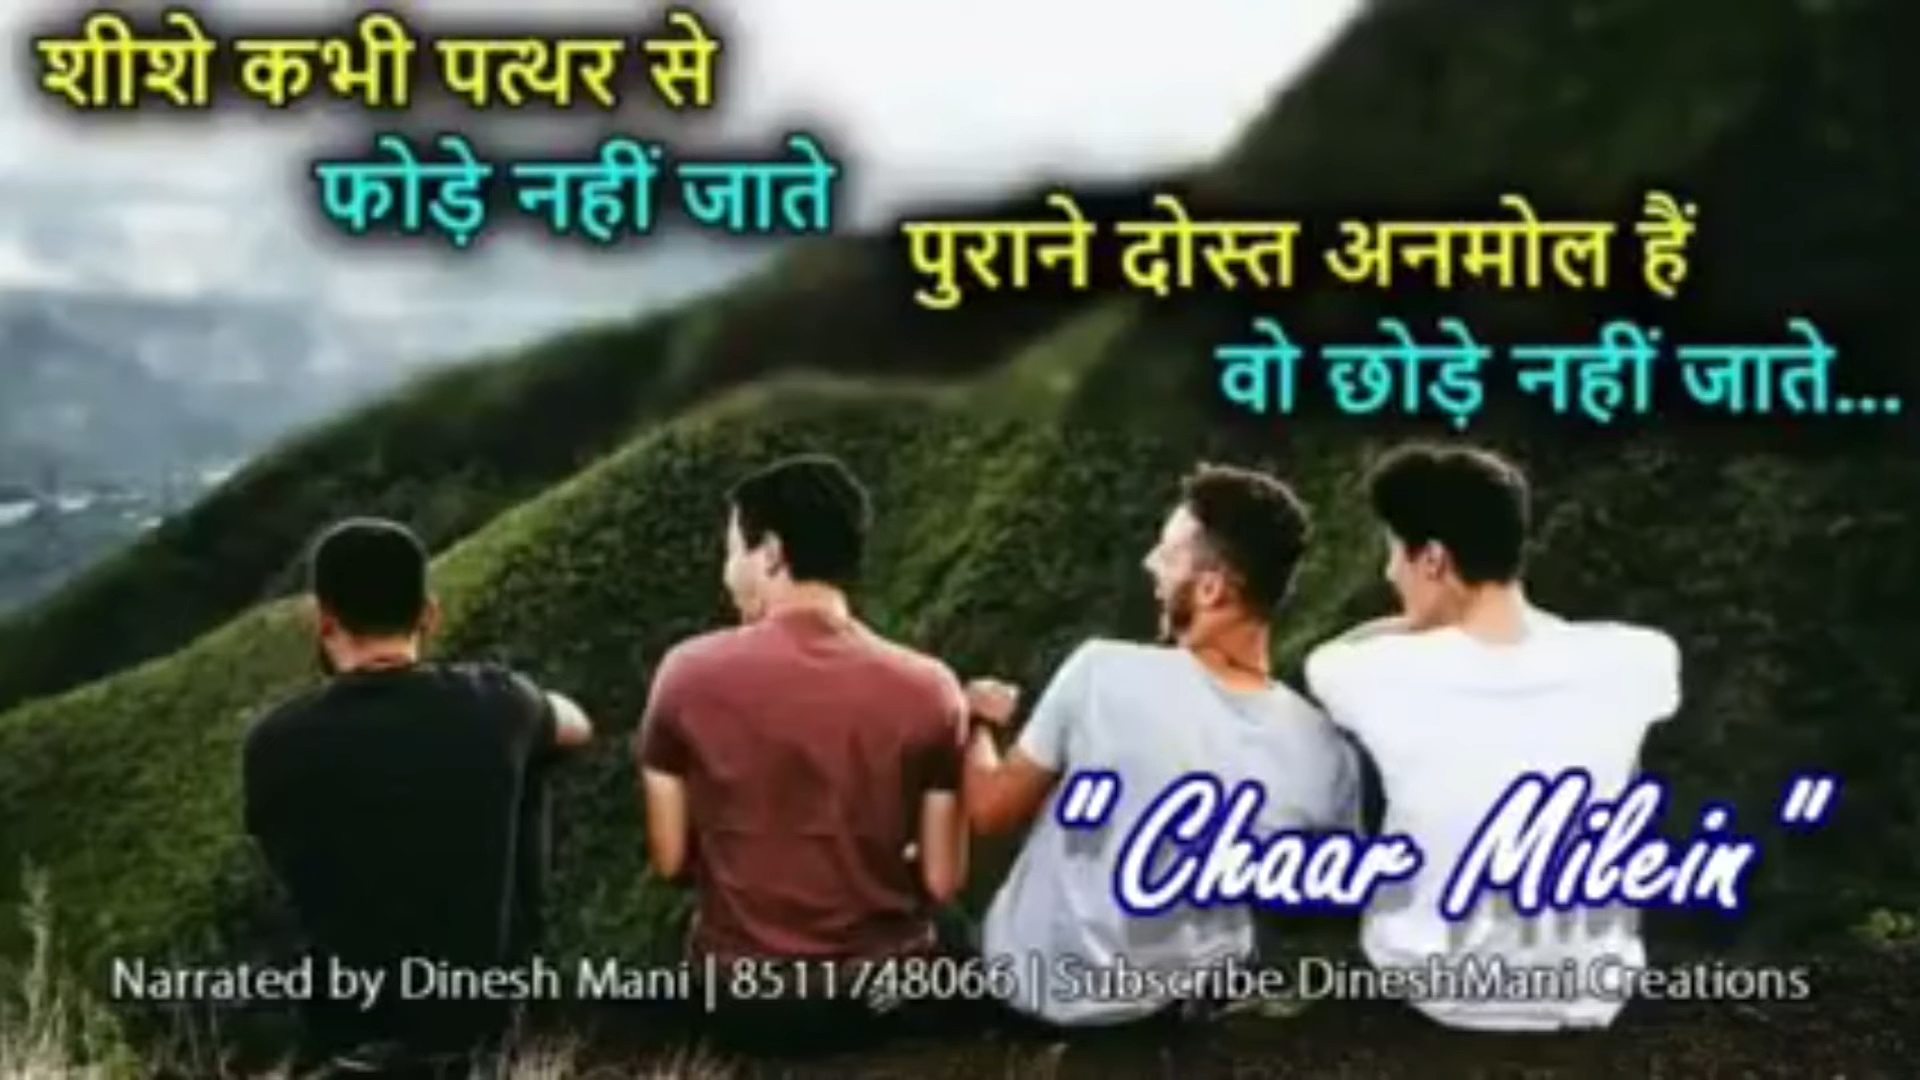 शीशे कभी पत्थर से
फोड़े नहीं जाते
पुराने दोस्त अनमोल हैं
वो छोड़े नहीं जाते...
"Chaar Milein"
Narrated by Dinesh Mani | 8511748066 | Subscribe DineshMani Creations